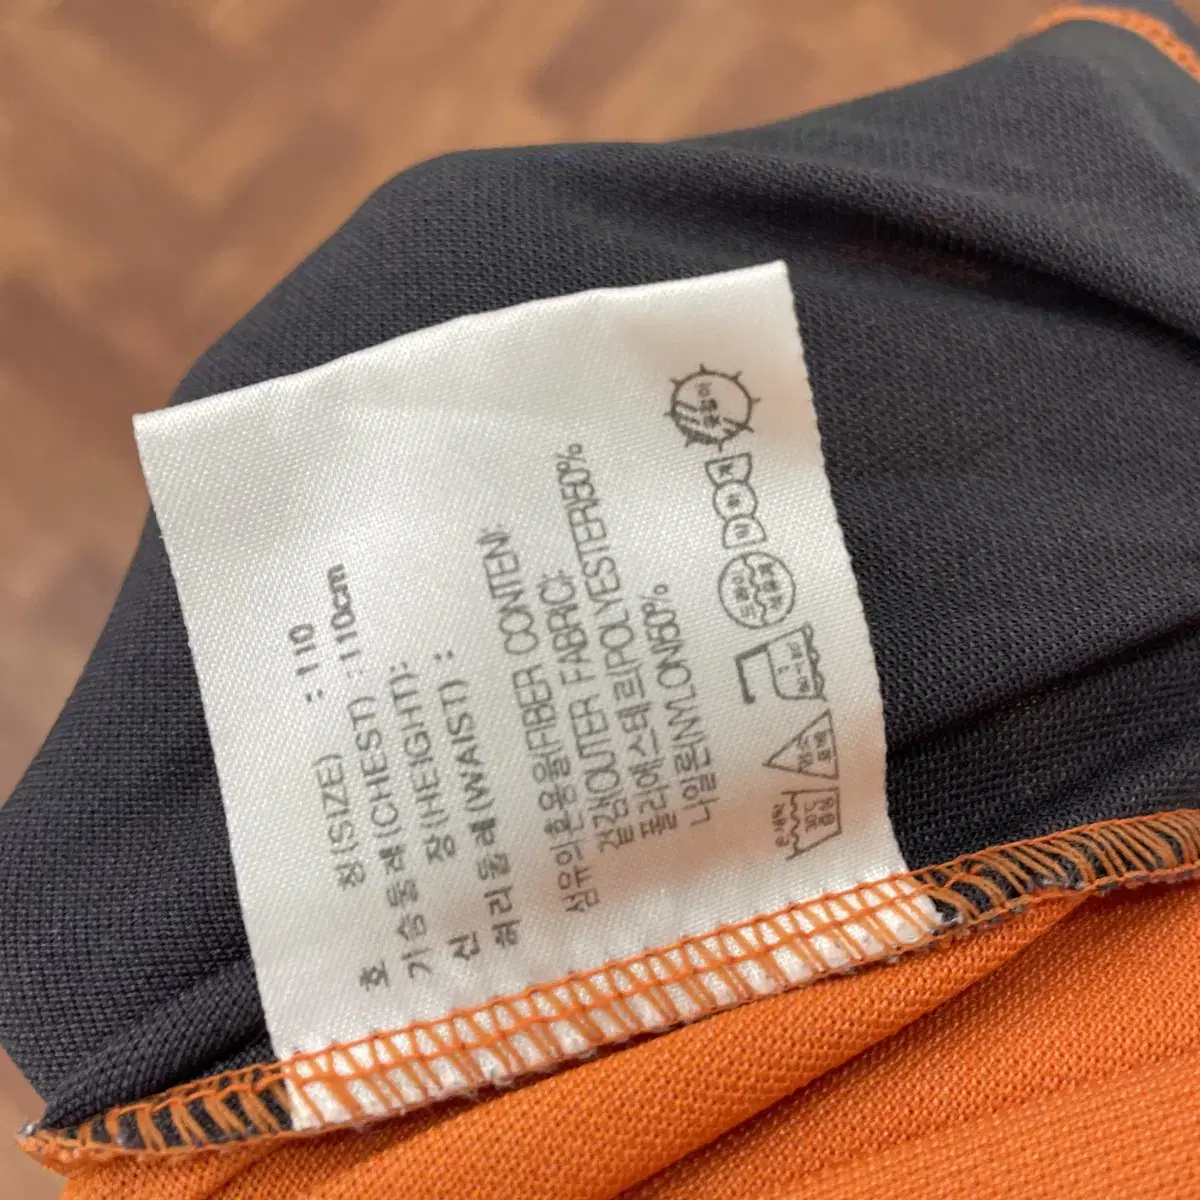 호 칭(SIZE) : 110
가슴둘레(CHEST) : 110cm
신 장(HEIGHT):
허리둘레(WAIST) :
섬유의혼용율(FIBER CONTEN):
겉감(OUTER FABRIC):
폴리에스테르(POLYESTER)50%
나일론(NYLON)50%